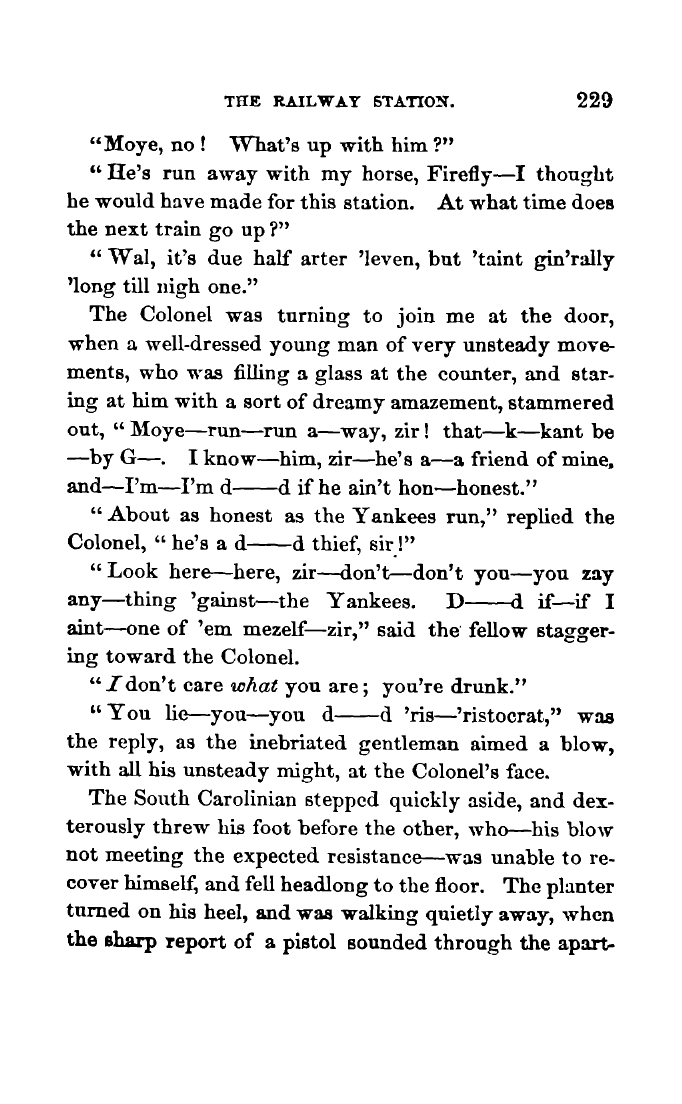 THE RAILWAY STATION. 229
“Moye, no! What’s up with him?”
“He’s run away with my horse, Firefly—I thought
he would have made for this station. At what time does
the next train go up?”
“Wal, it’s due half arter ’leven, but ’taint gin’rally
’long till nigh one.”
The Colonel was turning to join me at the door,
when a well-dressed young man of very unsteady move-
ments, who was filling a glass at the counter, and star-
ing at him with a sort of dreamy amazement, stammered
out, “Moye—run—run a—way, zir! that—k—kant be
—by G—. I know—him, zir—he’s a—a friend of mine,
and—I’m—I’m d——d if he ain’t hon—honest.”
“About as honest as the Yankees run,” replied the
Colonel, “he’s a d——d thief, sir!”
“Look here—here, zir—don’t—don’t you—you zay
any—thing ’gainst—the Yankees. D——d if—if I
aint—one of ’em mezelf—zir,” said the fellow stagger-
ing toward the Colonel.
“I don’t care what you are; you’re drunk.”
“You lie—you—you d——d ’ris—’ristocrat,” was
the reply, as the inebriated gentleman aimed a blow,
with all his unsteady might, at the Colonel’s face.
The South Carolinian stepped quickly aside, and dex-
terously threw his foot before the other, who—his blow
not meeting the expected resistance—was unable to re-
cover himself, and fell headlong to the floor. The planter
turned on his heel, and was walking quietly away, when
the sharp report of a pistol sounded through the apart-